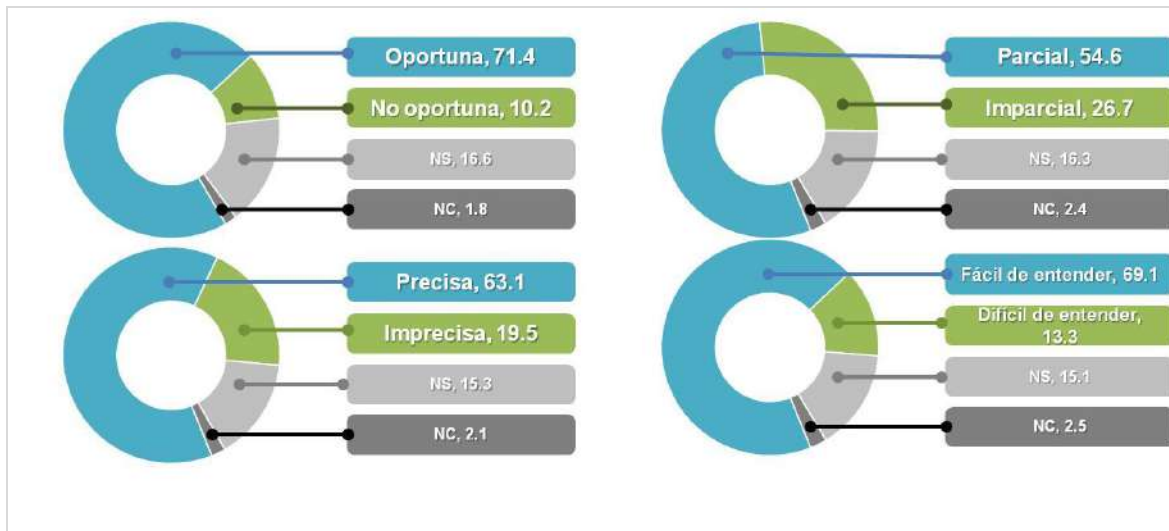 Oportuna, 71.4
No oportuna, 10.2
NS, 16.6
NC, 1.8
Parcial, 54.6
Imparcial, 26.7
NS, 16.3
NC, 2.4
Precisa, 63.1
Imprecisa, 19.5
NS, 15.3
NC, 2.1
Fácil de entender, 69.1
Difícil de entender,
13.3
NS, 15.1
NC, 2.5